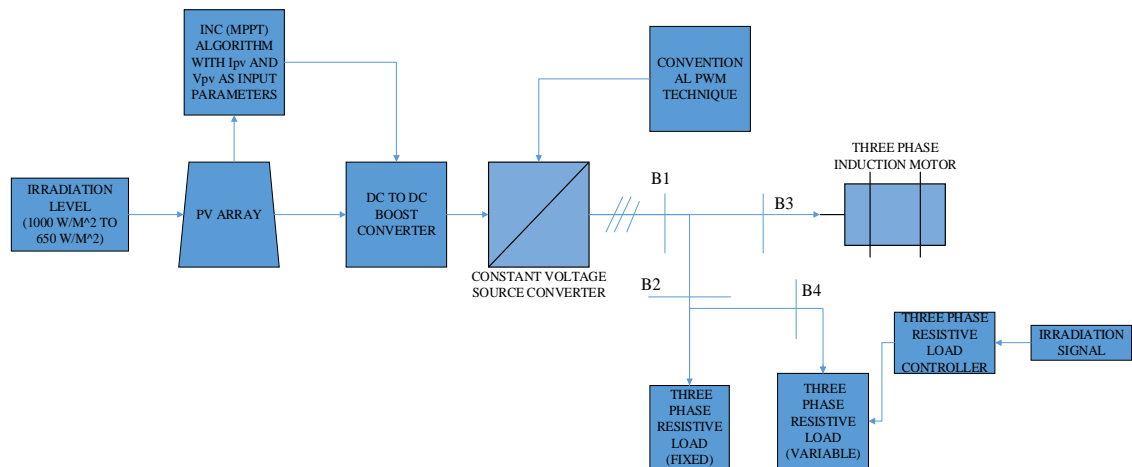 INC (MPPT)
ALGORITHM
WITH Ipv AND
Vpv AS INPUT
PARAMETERS
CONVENTION
AL PWM
TECHNIQUE
THREE PHASE
INDUCTION MOTOR
IRRADIATION
LEVEL
(1000 W/M^2 TO
650 W/M^2)
PV ARRAY
DC TO DC
BOOST
CONVERTER
B1
B3
CONSTANT VOLTAGE
SOURCE CONVERTER
B2
B4
THREE PHASE
RESISTIVE
LOAD
CONTROLLER
IRRADIATION
SIGNAL
THREE
PHASE
RESISTIVE
LOAD
(FIXED)
THREE
PHASE
RESISTIVE
LOAD
(VARIABLE)